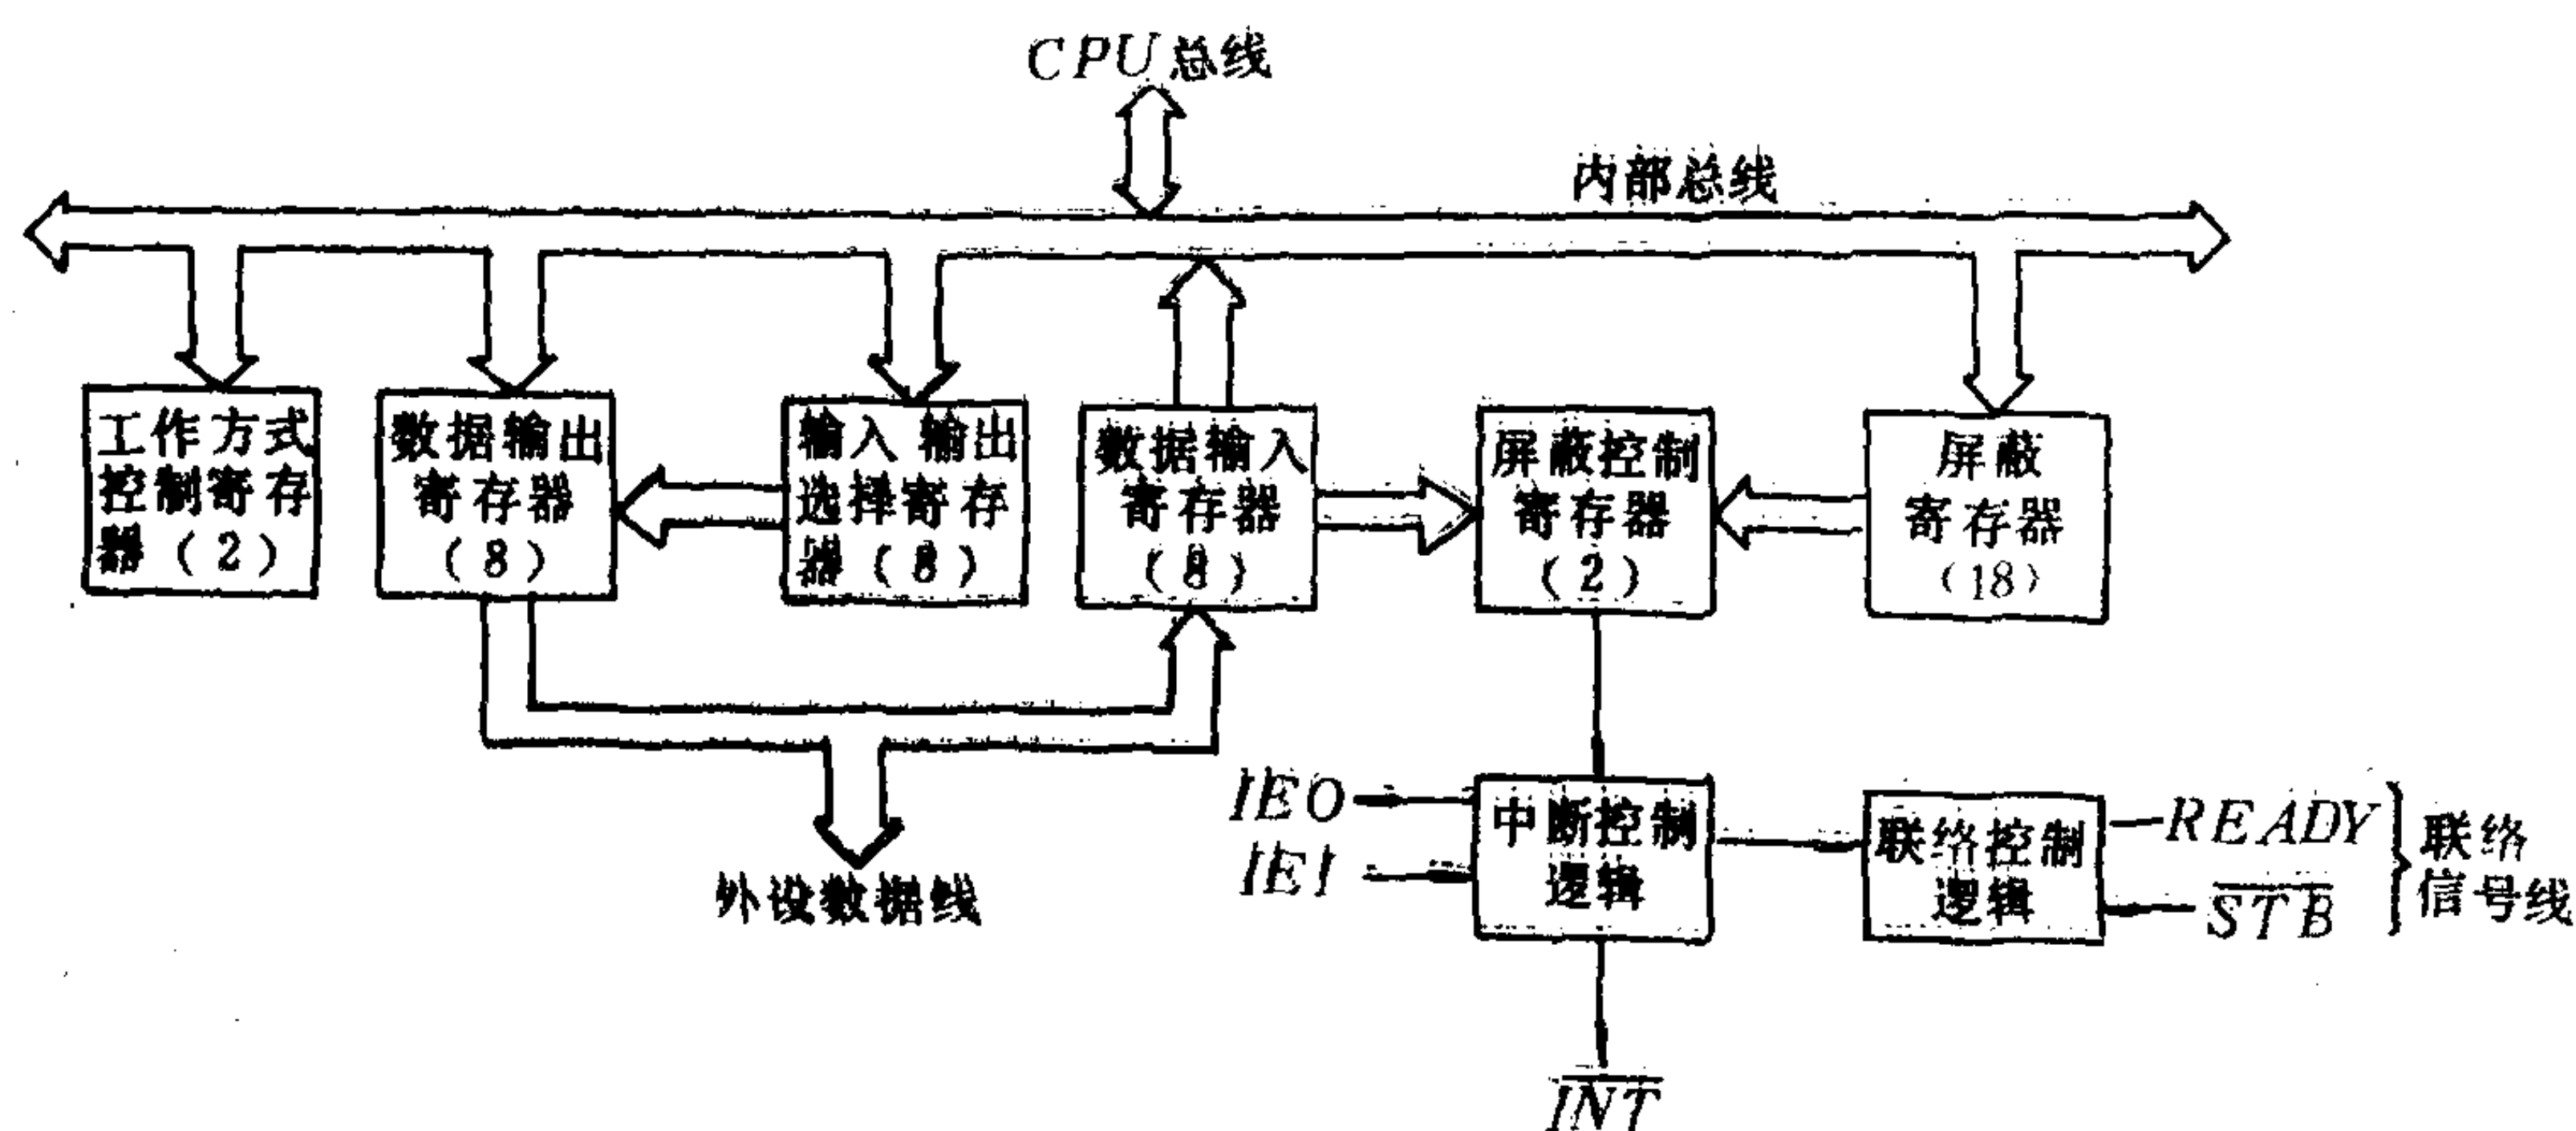 CPU总线
内部总线
工作方式
控制寄存
器(2)
数据输出
寄存器
(8)
输入输出
选择寄存
器(8)
数据输入
寄存器
(8)
屏蔽控制
寄存器
(2)
屏蔽
寄存器
(18)
外设数据线
IEO
IEI
中断控制
逻辑
联络控制
逻辑
READY
S̅T̅B̅
联络
信号线
I̅N̅T̅